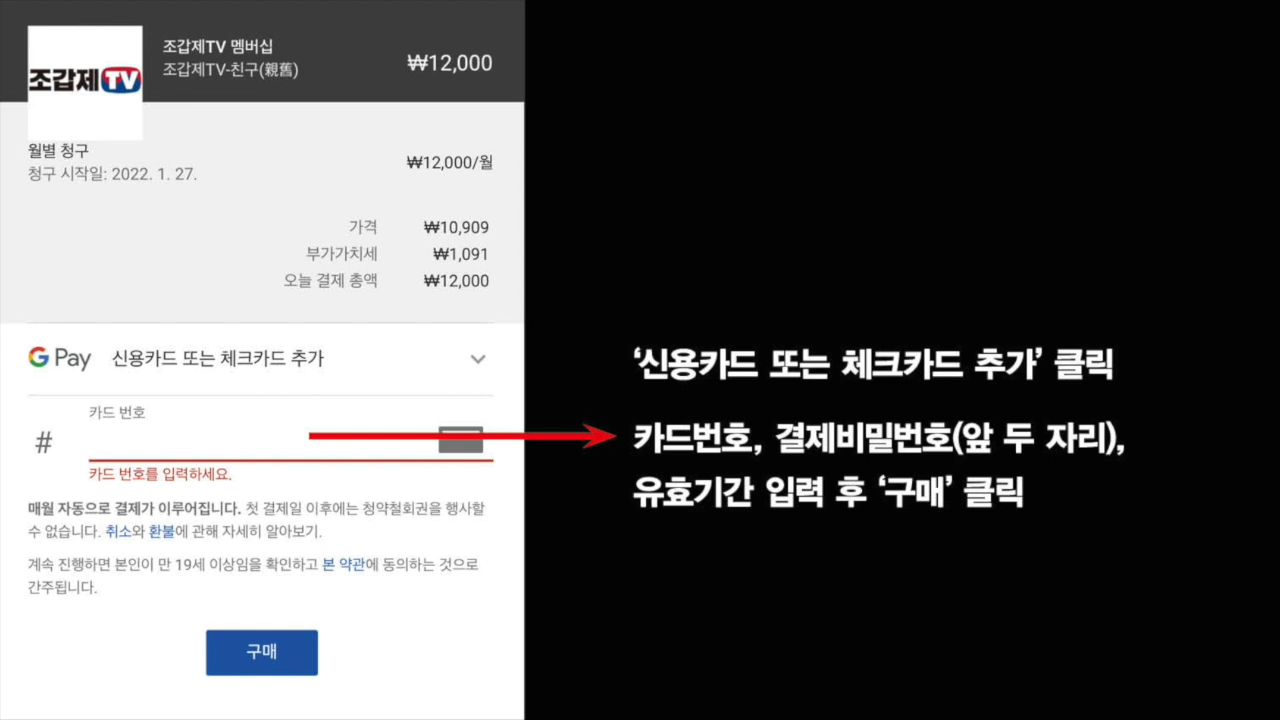 조갑제TV
조갑제TV 멤버십
조갑제TV-친구(親舊)
₩12,000
월별 청구
청구 시작일: 2022. 1. 27.
₩12,000/월
가격 ₩10,909
부가가치세 ₩1,091
오늘 결제 총액 ₩12,000
G Pay 신용카드 또는 체크카드 추가
카드 번호
#
카드 번호를 입력하세요.
매월 자동으로 결제가 이루어집니다. 첫 결제일 이후에는 청약철회권을 행사할
수 없습니다. 취소와 환불에 관해 자세히 알아보기.
계속 진행하면 본인이 만 19세 이상임을 확인하고 본 약관에 동의하는 것으로
간주됩니다.
구매
‘신용카드 또는 체크카드 추가’ 클릭
카드번호, 결제비밀번호(앞 두 자리),
유효기간 입력 후 ‘구매’ 클릭